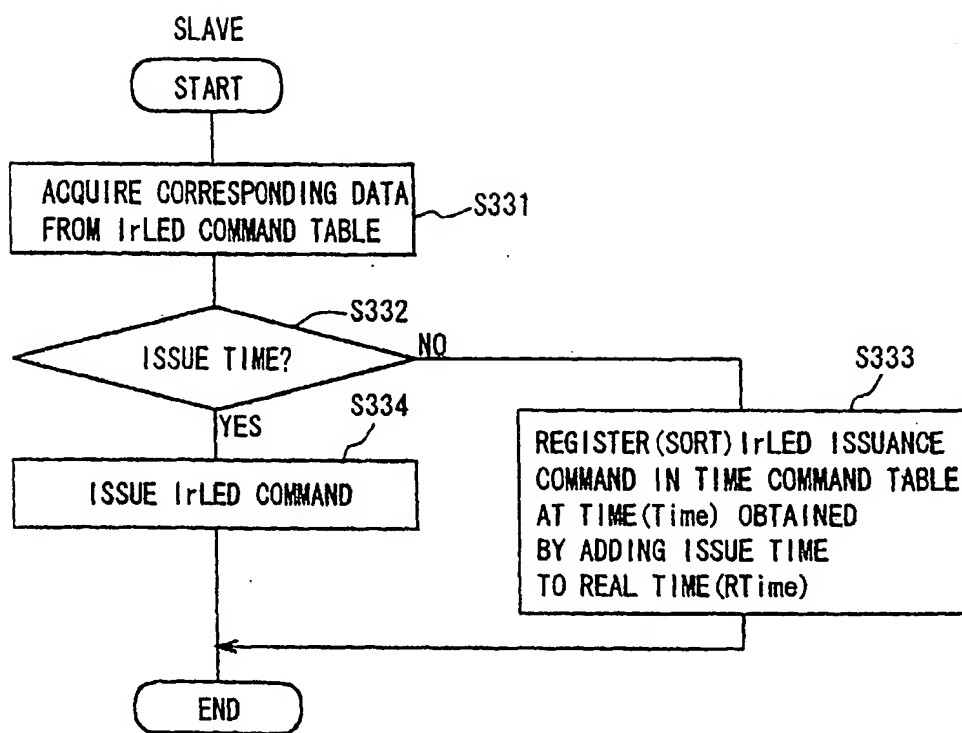 SLAVE
START
ACQUIRE CORRESPONDING DATA
FROM IrLED COMMAND TABLE
S331
S332
ISSUE TIME?
NO
YES
S333
REGISTER(SORT)IrLED ISSUANCE
COMMAND IN TIME COMMAND TABLE
AT TIME(Time) OBTAINED
BY ADDING ISSUE TIME
TO REAL TIME(RTime)
S334
ISSUE IrLED COMMAND
END